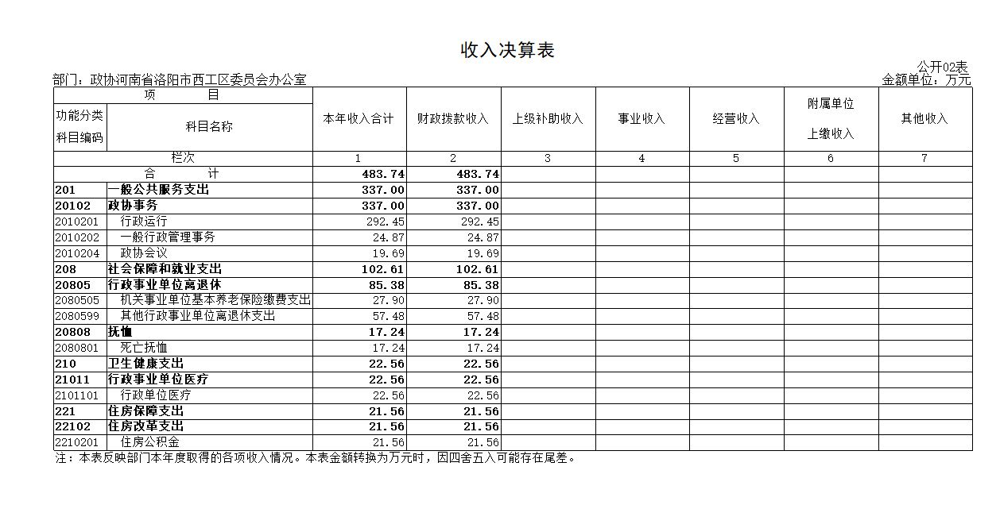 收入决算表
公开02表
部门：政协河南省洛阳市西工区委员会办公室 金额单位：万元
项 目 本年收入合计 财政拨款收入 上级补助收入 事业收入 经营收入 附属单位上缴收入 其他收入
功能分类科目编码 科目名称
栏次 1 2 3 4 5 6 7
合 计 483.74 483.74
201 一般公共服务支出 337.00 337.00
20102 政协事务 337.00 337.00
2010201 行政运行 292.45 292.45
2010202 一般行政管理事务 24.87 24.87
2010204 政协会议 19.69 19.69
208 社会保障和就业支出 102.61 102.61
20805 行政事业单位离退休 85.38 85.38
2080505 机关事业单位基本养老保险缴费支出 27.90 27.90
2080599 其他行政事业单位离退休支出 57.48 57.48
20808 抚恤 17.24 17.24
2080801 死亡抚恤 17.24 17.24
210 卫生健康支出 22.56 22.56
21011 行政事业单位医疗 22.56 22.56
2101101 行政单位医疗 22.56 22.56
221 住房保障支出 21.56 21.56
22102 住房改革支出 21.56 21.56
2210201 住房公积金 21.56 21.56
注：本表反映部门本年度取得的各项收入情况。本表金额转换为万元时，因四舍五入可能存在尾差。